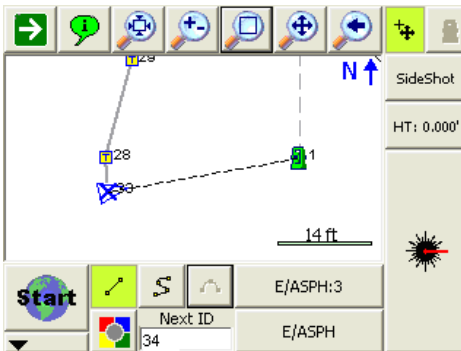 29
N
SideShot
HT: 0.000'
28
1
33
14 ft
Start
E/ASPH:3
Next ID
34
E/ASPH